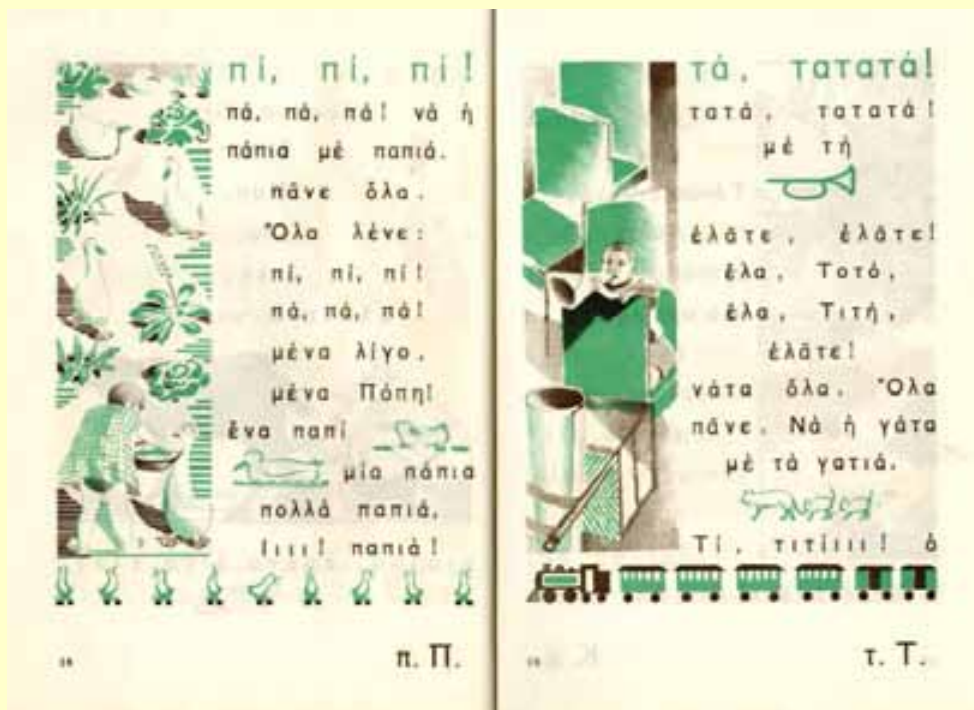 πί, πί, πί!
πά, πά, πά! νά ἡ
πάπια μὲ παπιά.
πᾶνε ὅλα.
Ὅλα λένε:
πί, πί, πί!
πά, πά, πά!
μένα λίγο,
μένα Πόπη!
ἕνα παπί
μία πάπια
πολλὰ παπιά,
Ιιιι! παπιά!
π. Π.
τά, τατατά!
τατά, τατατά!
μὲ τὴ
ἐλᾶτε, ἐλᾶτε!
ἔλα, Τοτό,
ἔλα, Τιτή,
ἐλᾶτε!
νάτα ὅλα. Ὅλα
πᾶνε. Νὰ ἡ γάτα
μὲ τὰ γατιά.
Τί, τιτίιιι! ὁ
τ. Τ.